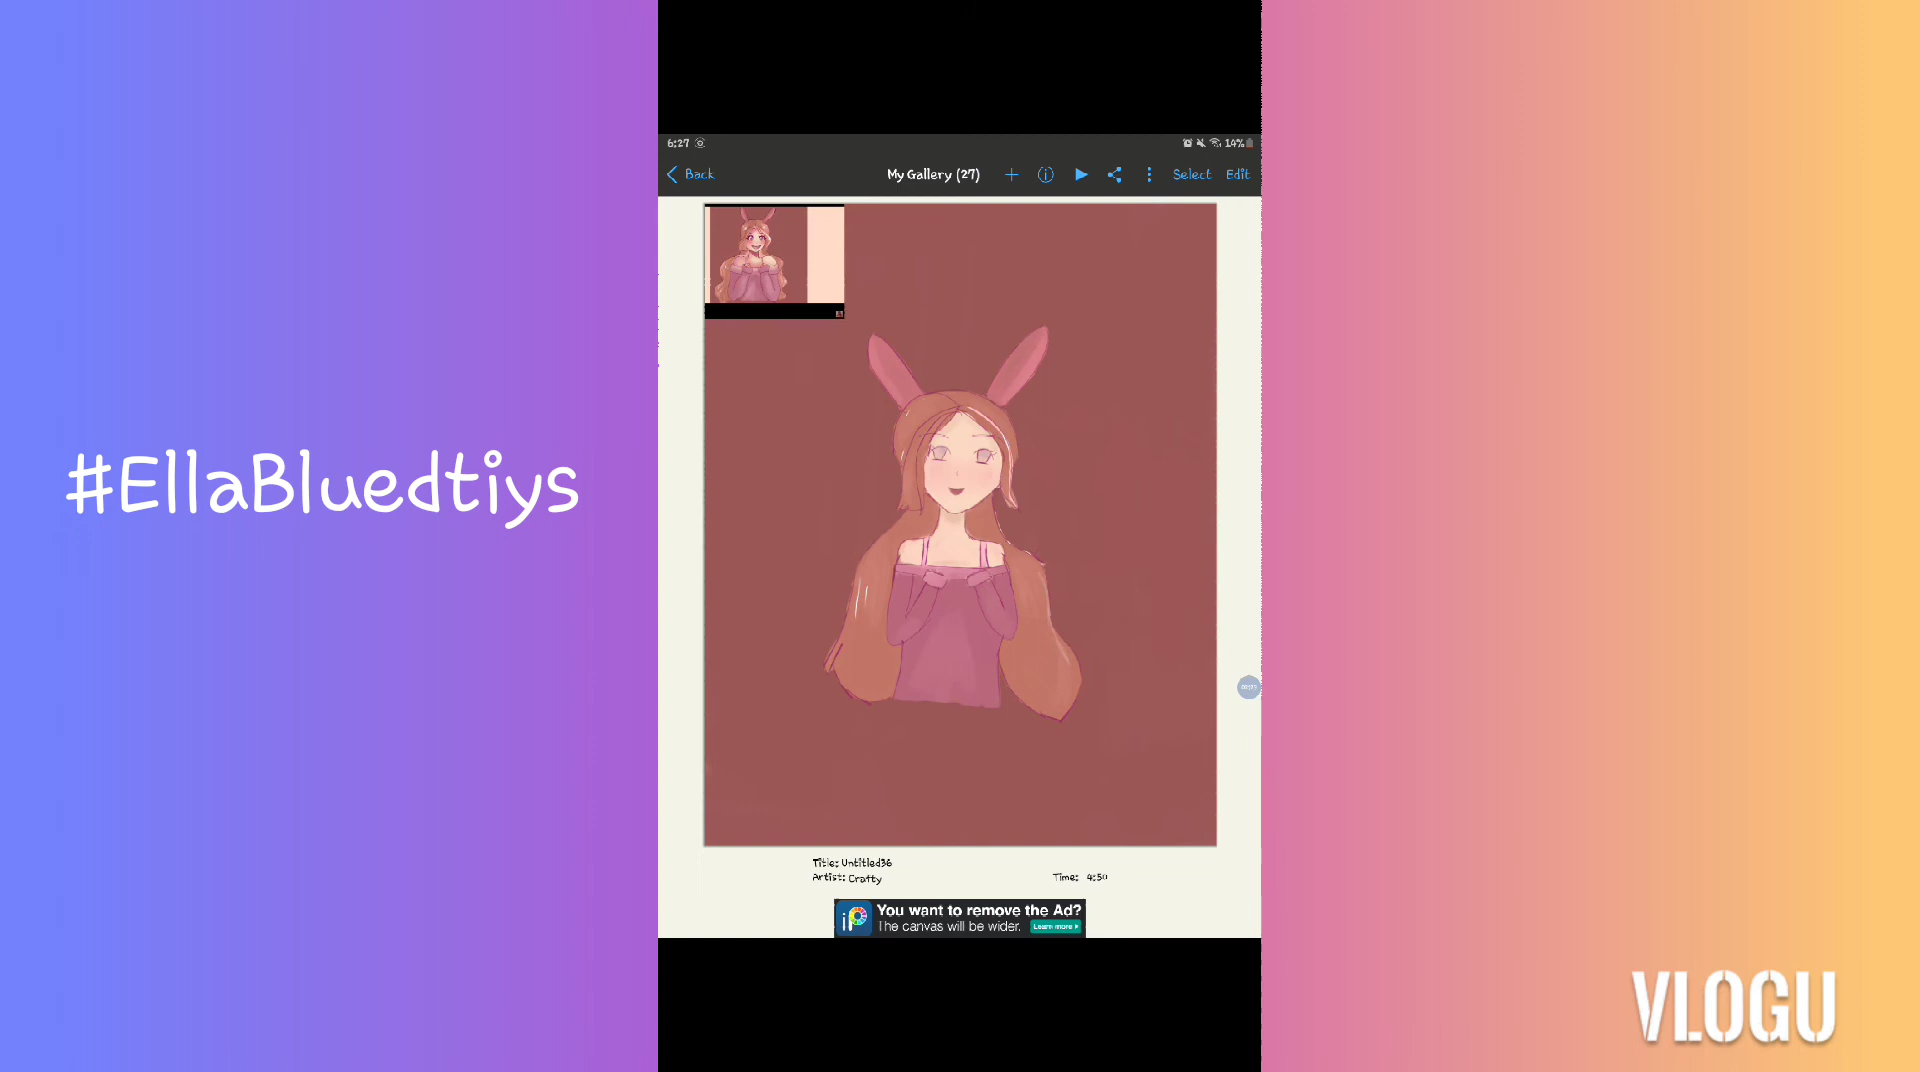 6:27
14%
Back
My Gallery (27)
Select
Edit
#EllaBluedtiys
Title: Untitled36
Artist: Crafty
Time: 4:50
iP
You want to remove the Ad?
The canvas will be wider.
Learn more
VLOGU